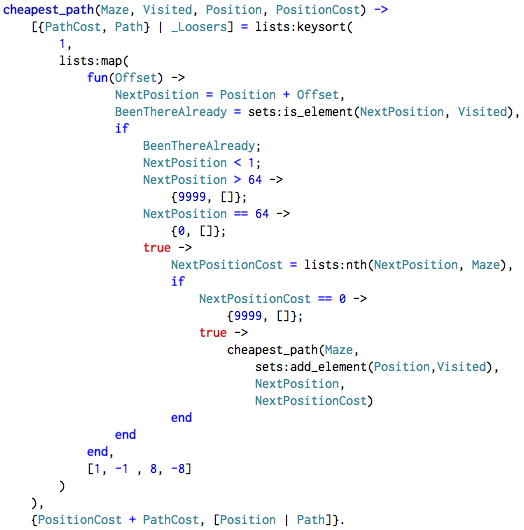 cheapest_path(Maze, Visited, Position, PositionCost) ->
    [{PathCost, Path} | _Loosers] = lists:keysort(
        1,
        lists:map(
            fun(Offset) ->
                NextPosition = Position + Offset,
                BeenThereAlready = sets:is_element(NextPosition, Visited),
                if
                    BeenThereAlready;
                    NextPosition < 1;
                    NextPosition > 64 ->
                        {9999, []};
                    NextPosition == 64 ->
                        {0, []};
                    true ->
                        NextPositionCost = lists:nth(NextPosition, Maze),
                        if
                            NextPositionCost == 0 ->
                                {9999, []};
                            true ->
                                cheapest_path(Maze,
                                    sets:add_element(Position,Visited),
                                    NextPosition,
                                    NextPositionCost)
                        end
                end
            end,
            [1, -1 , 8, -8]
        )
    ),
    {PositionCost + PathCost, [Position | Path]}.